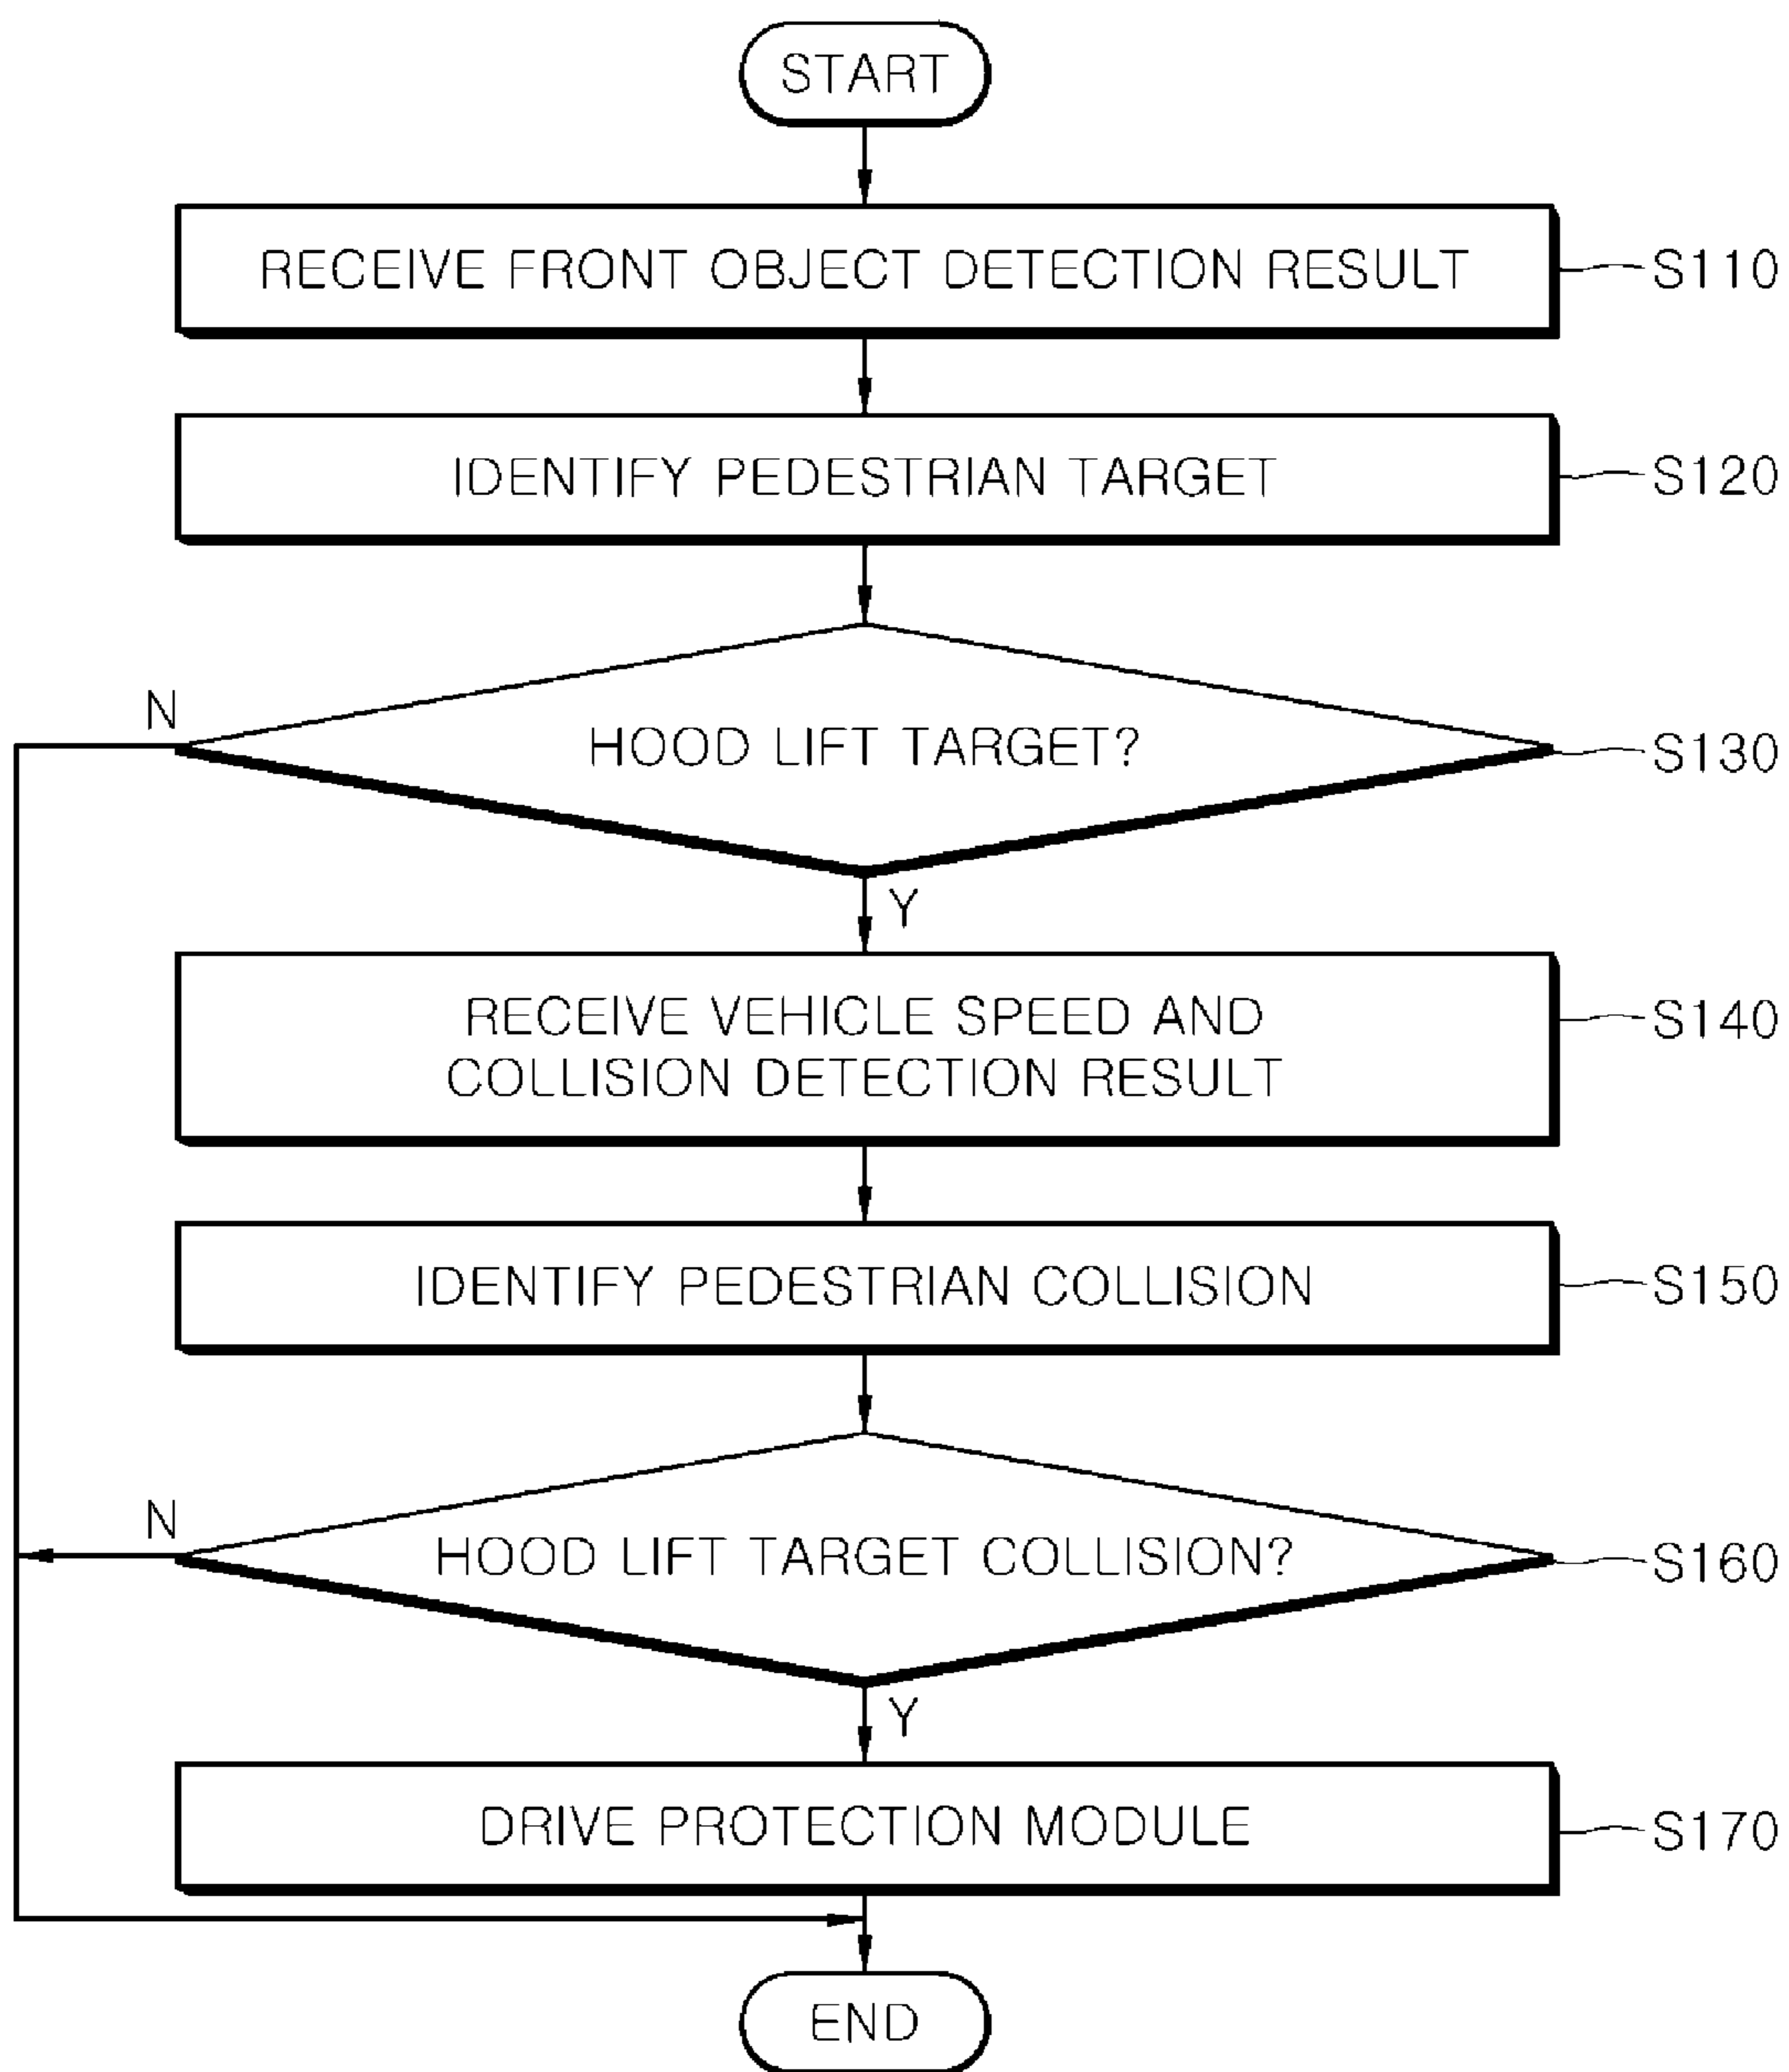 START
RECEIVE FRONT OBJECT DETECTION RESULT
S110
IDENTIFY PEDESTRIAN TARGET
S120
N
HOOD LIFT TARGET?
S130
Y
RECEIVE VEHICLE SPEED AND
COLLISION DETECTION RESULT
S140
IDENTIFY PEDESTRIAN COLLISION
S150
N
HOOD LIFT TARGET COLLISION?
S160
Y
DRIVE PROTECTION MODULE
S170
END